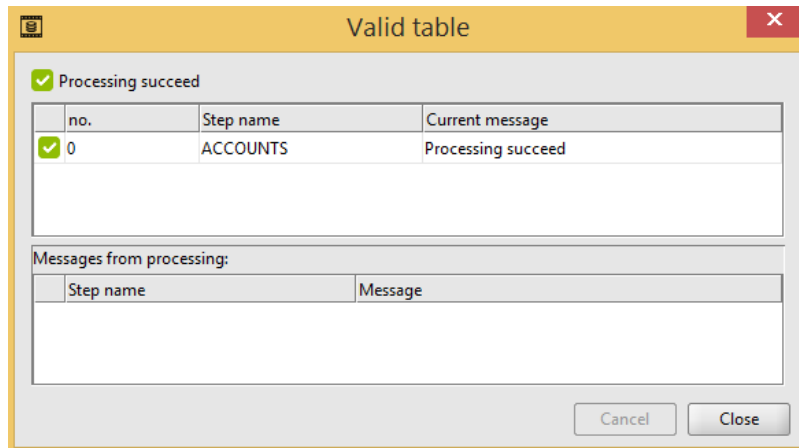 Valid table
Processing succeed
no. Step name Current message
0 ACCOUNTS Processing succeed
Messages from processing:
Step name Message
Cancel Close